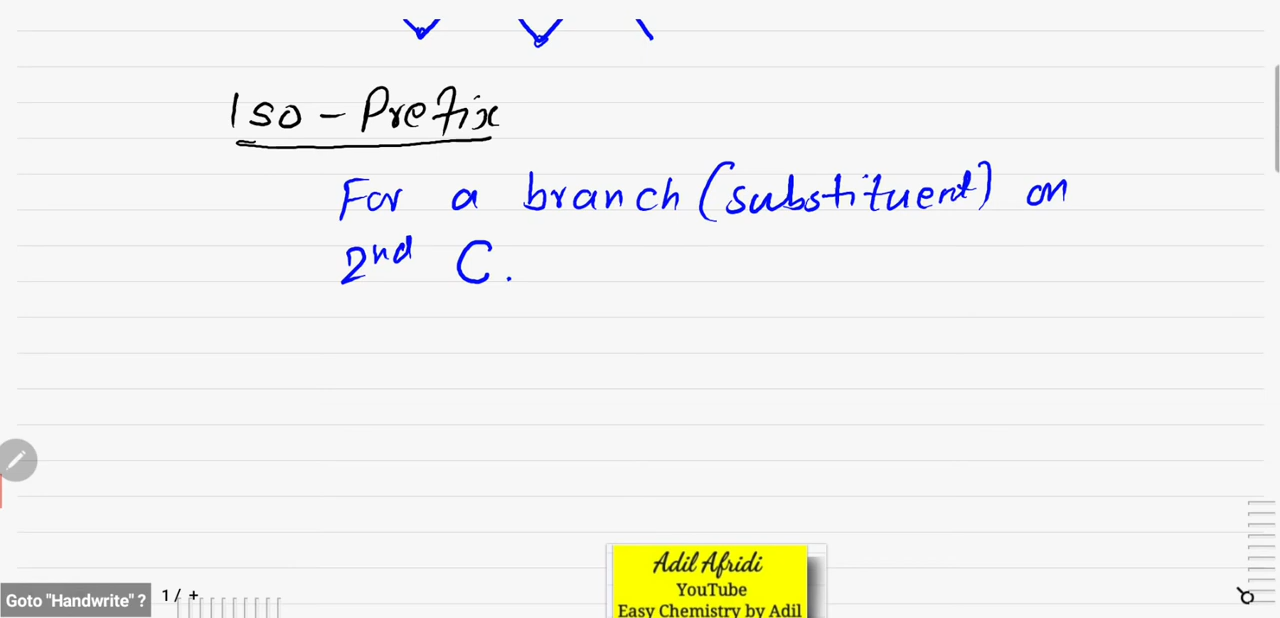 Iso - Prefix
For a branch (substituent) on
2nd C.
Adil Afridi
YouTube
Easy Chemistry by Adil
Goto "Handwrite" ?
1 / +